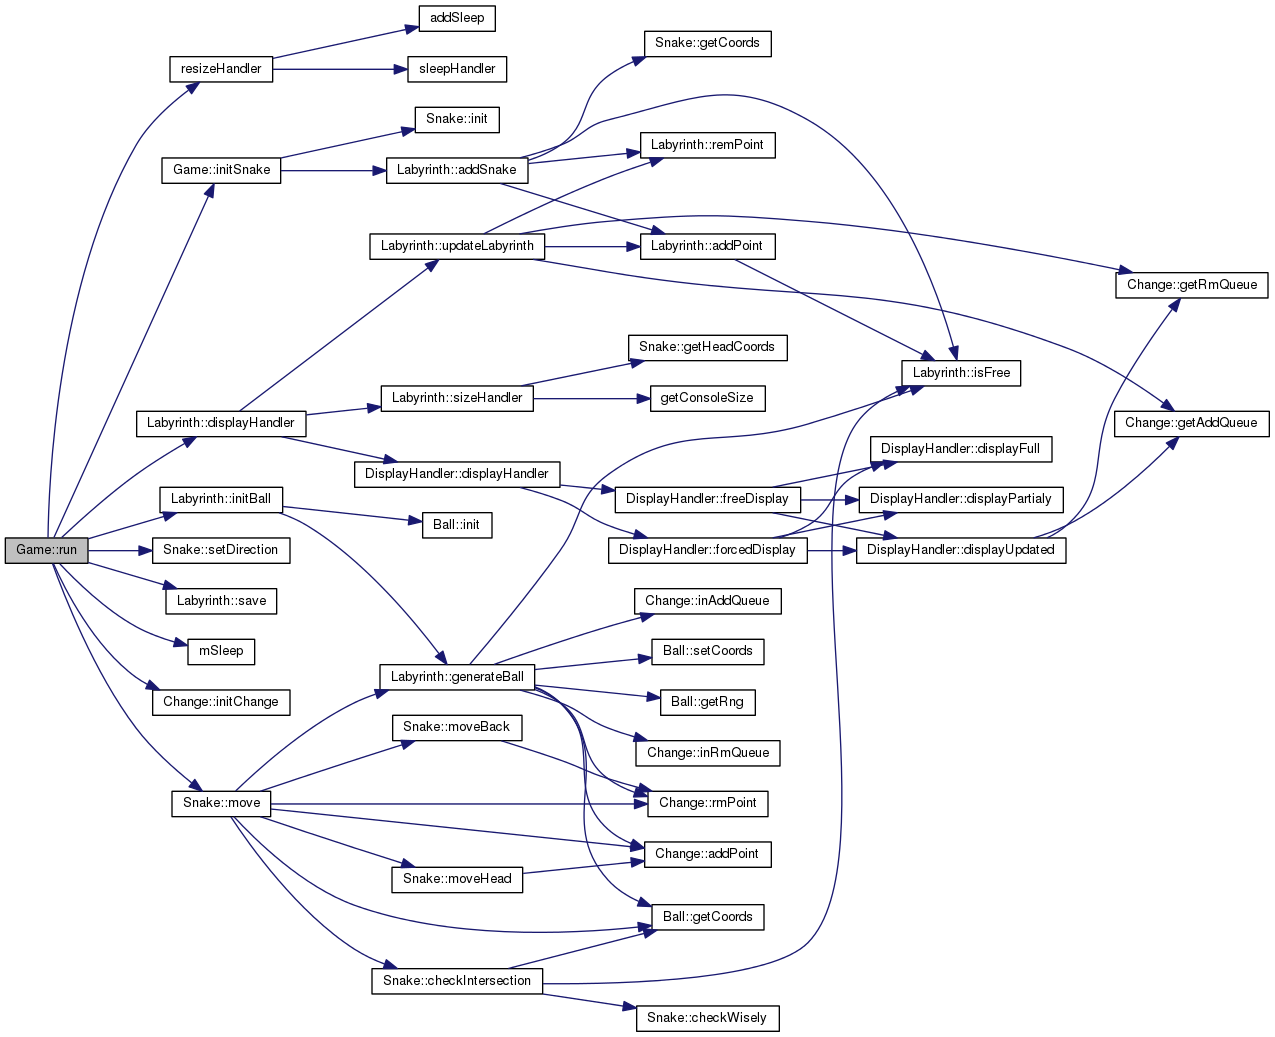 addSleep
Snake::getCoords
resizeHandler
sleepHandler
Snake::init
Labyrinth::remPoint
Game::initSnake
Labyrinth::addSnake
Labyrinth::updateLabyrinth
Labyrinth::addPoint
Change::getRmQueue
Snake::getHeadCoords
Labyrinth::isFree
Labyrinth::sizeHandler
getConsoleSize
Labyrinth::displayHandler
Change::getAddQueue
DisplayHandler::displayFull
DisplayHandler::displayHandler
Labyrinth::initBall
DisplayHandler::freeDisplay
DisplayHandler::displayPartialy
Ball::init
Game::run
Snake::setDirection
DisplayHandler::forcedDisplay
DisplayHandler::displayUpdated
Labyrinth::save
Change::inAddQueue
mSleep
Ball::setCoords
Labyrinth::generateBall
Change::initChange
Ball::getRng
Snake::moveBack
Change::inRmQueue
Snake::move
Change::rmPoint
Change::addPoint
Snake::moveHead
Ball::getCoords
Snake::checkIntersection
Snake::checkWisely